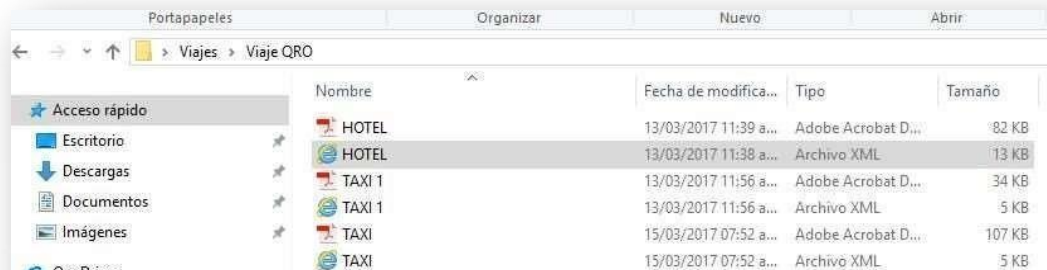 Portapapeles Organizar Nuevo Abrir
Viajes > Viaje QRO
Nombre Fecha de modifica... Tipo Tamaño
Acceso rápido
Escritorio
Descargas
Documentos
Imágenes
HOTEL 13/03/2017 11:39 a... Adobe Acrobat D... 82 KB
HOTEL 13/03/2017 11:38 a... Archivo XML 13 KB
TAXI 1 13/03/2017 11:56 a... Adobe Acrobat D... 34 KB
TAXI 1 13/03/2017 11:56 a... Archivo XML 5 KB
TAXI 15/03/2017 07:52 a... Adobe Acrobat D... 107 KB
TAXI 15/03/2017 07:52 a... Archivo XML 5 KB